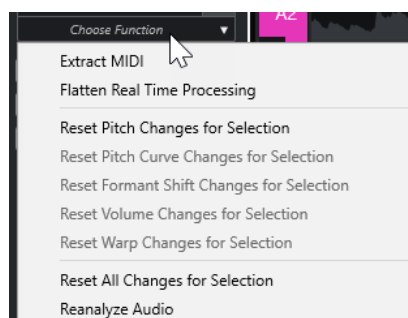 Choose Function
A2
Extract MIDI
Flatten Real Time Processing
Reset Pitch Changes for Selection
Reset Pitch Curve Changes for Selection
Reset Formant Shift Changes for Selection
Reset Volume Changes for Selection
Reset Warp Changes for Selection
Reset All Changes for Selection
Reanalyze Audio